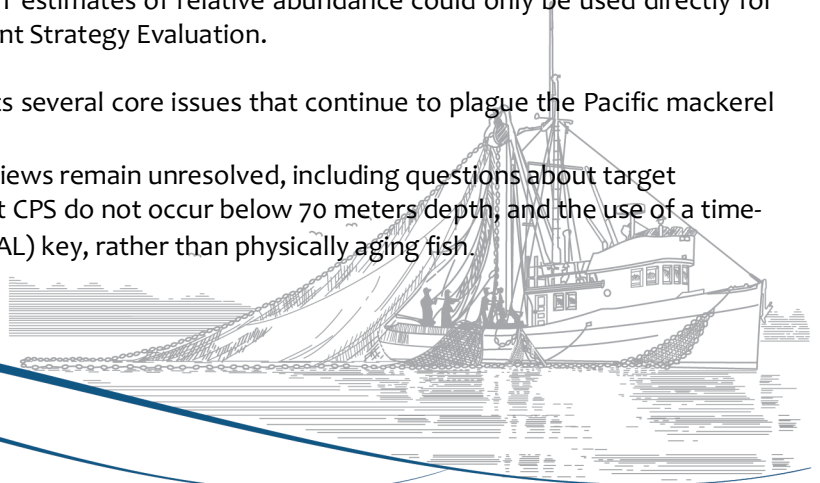 estimates of relative abundance could only be used directly for
nt Strategy Evaluation.
s several core issues that continue to plague the Pacific mackerel
iews remain unresolved, including questions about target
t CPS do not occur below 70 meters depth, and the use of a time-
AL) key, rather than physically aging fish.